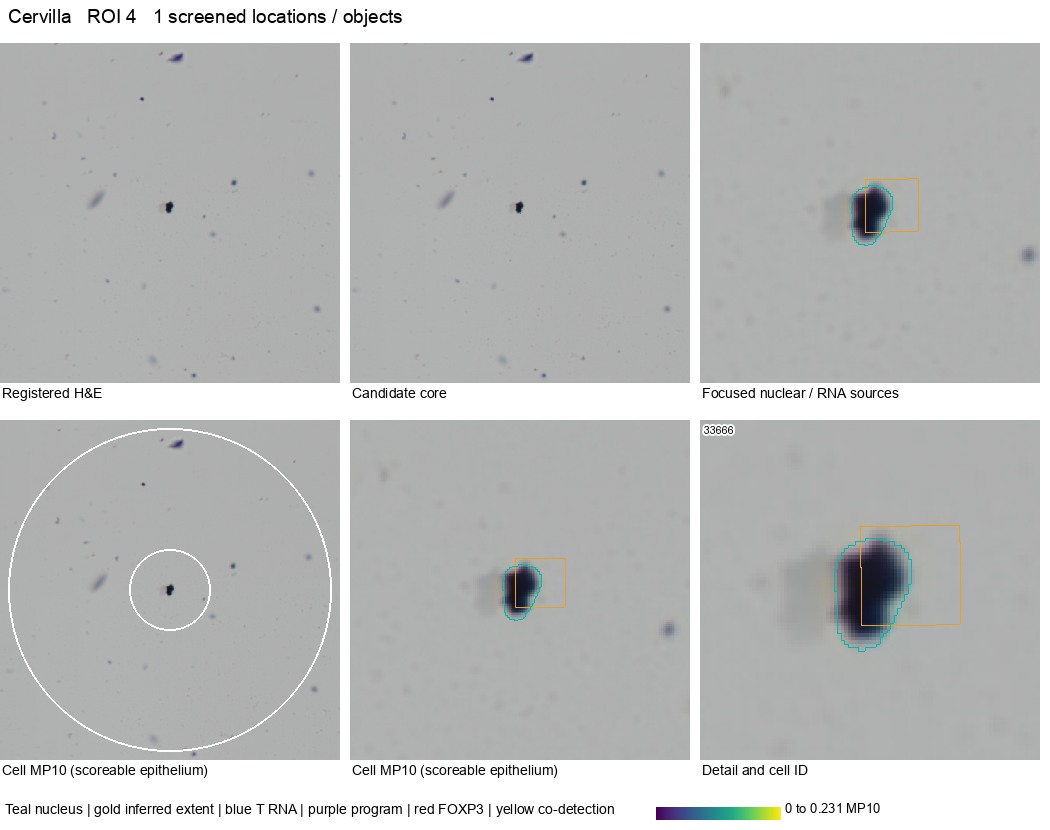 Cervilla ROI 4 1 screened locations / objects
Registered H&E
Candidate core
Focused nuclear / RNA sources
33666
Cell MP10 (scoreable epithelium)
Cell MP10 (scoreable epithelium)
Detail and cell ID
Teal nucleus | gold inferred extent | blue T RNA | purple program | red FOXP3 | yellow co-detection
0 to 0.231 MP10